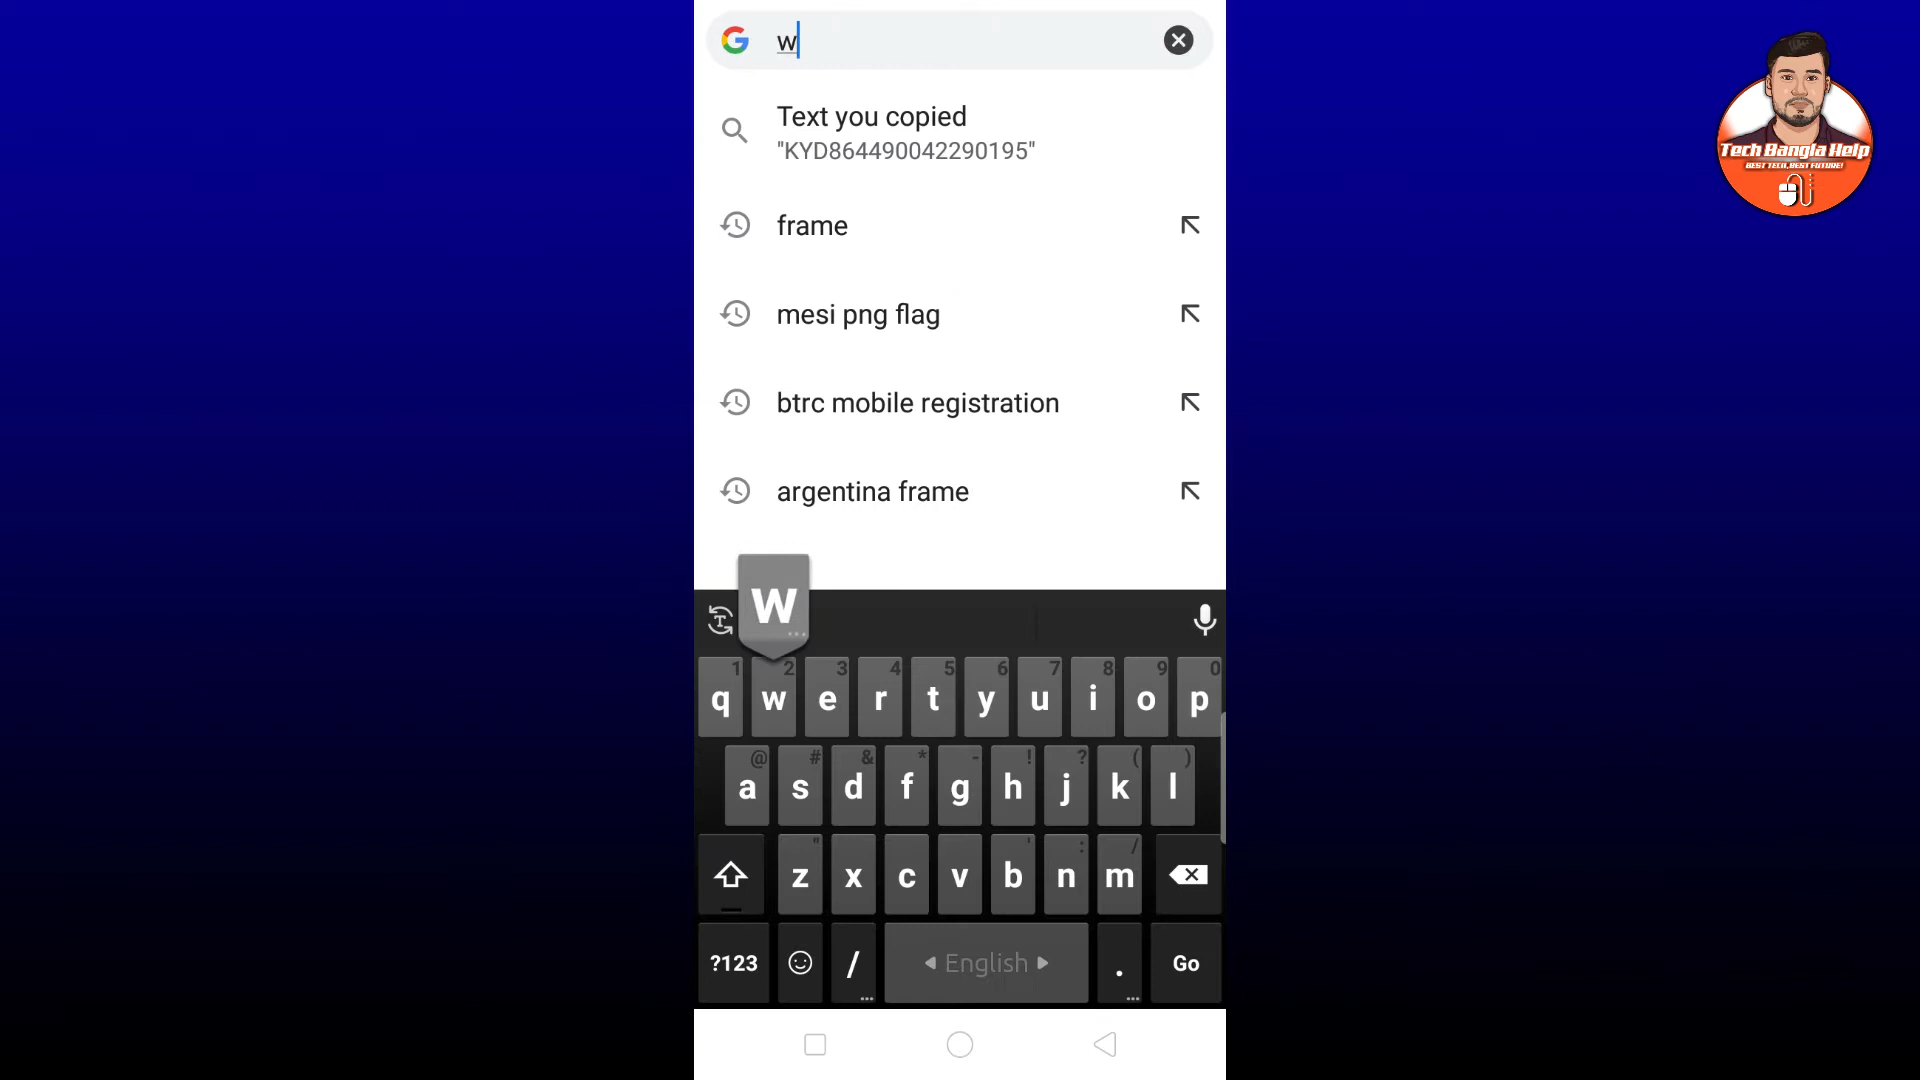 w
Text you copied
"KYD864490042290195"
frame
mesi png flag
btrc mobile registration
argentina frame
Tech Bangla Help
BEST TECH, BEST FUTURE!
W
1 2 3 4 5 6 7 8 9 0
q w e r t y u i o p
@ # & * - ! ? ( )
a s d f g h j k l
" ' : /
z x c v b n m
?123 / English . Go